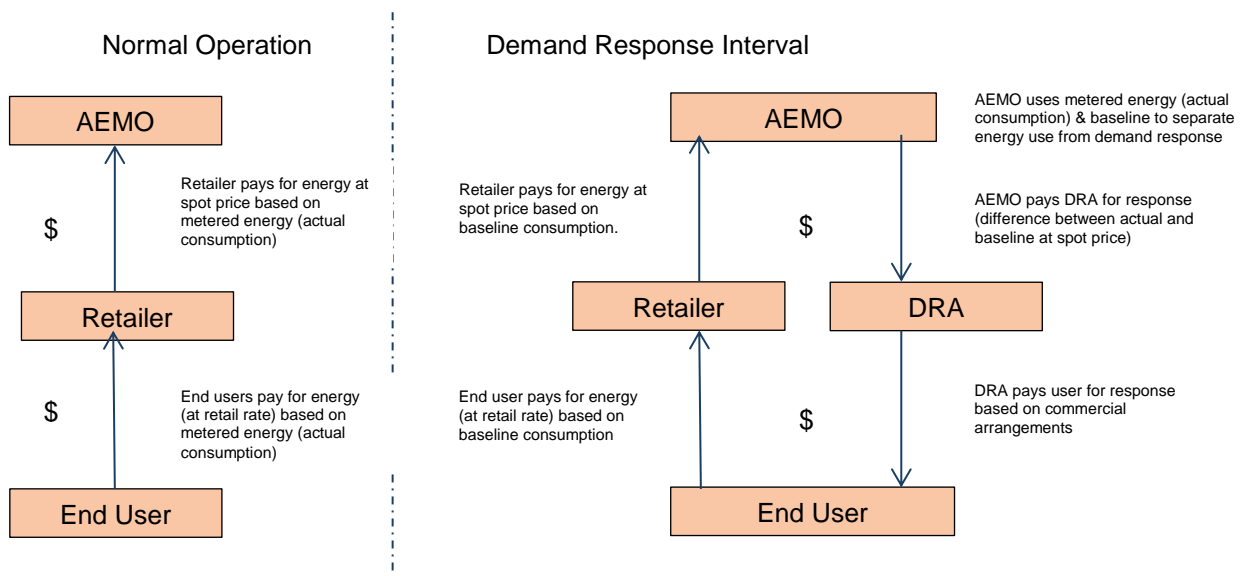 Normal Operation
AEMO
Retailer pays for energy at
spot price based on
metered energy (actual
consumption)
$
Retailer
End users pay for energy
(at retail rate) based on
metered energy (actual
consumption)
$
End User
Demand Response Interval
AEMO
AEMO uses metered energy (actual
consumption) & baseline to separate
energy use from demand response
Retailer pays for energy at
spot price based on
baseline consumption.
$
AEMO pays DRA for response
(difference between actual and
baseline at spot price)
Retailer
DRA
End user pays for energy
(at retail rate) based on
baseline consumption
$
DRA pays user for response
based on commercial
arrangements
End User